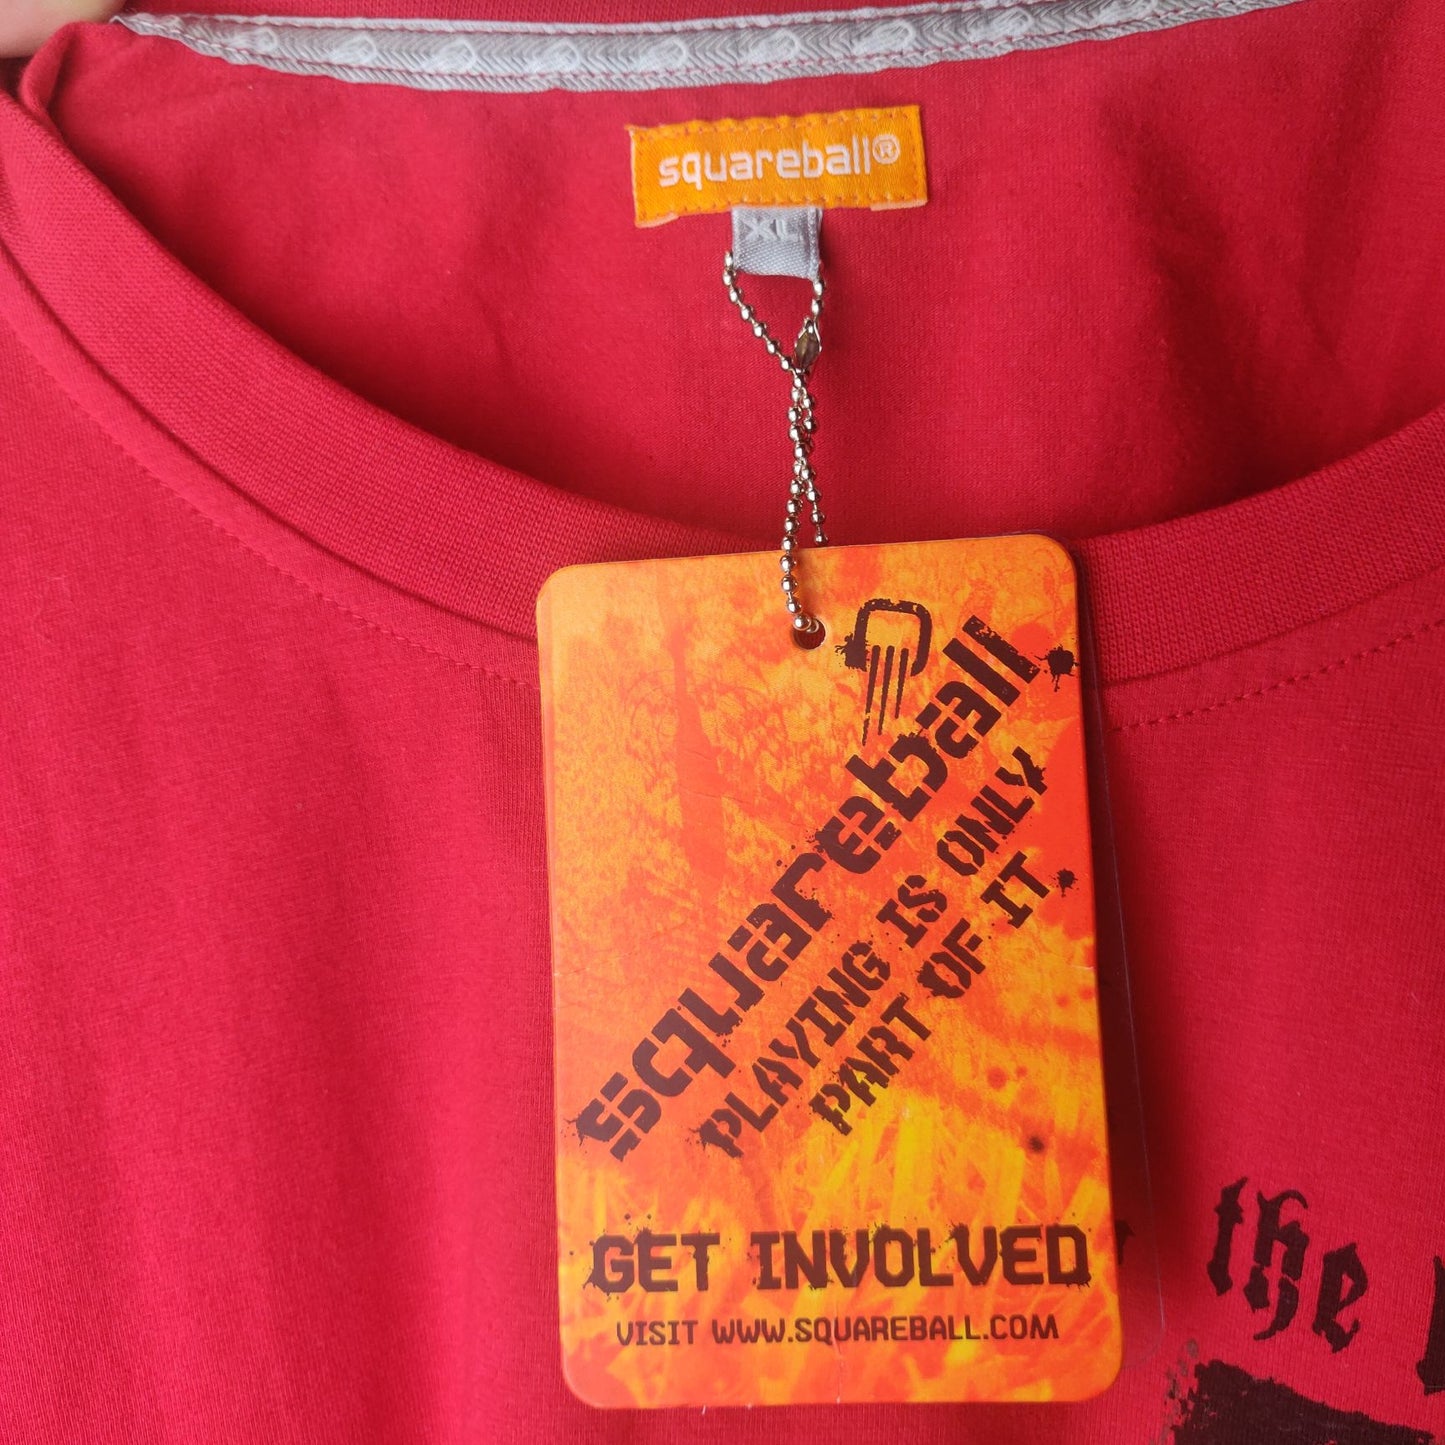 squareball®
XL
squareball
PLAYING IS ONLY
PART OF IT
GET INVOLVED
VISIT WWW.SQUAREBALL.COM
the